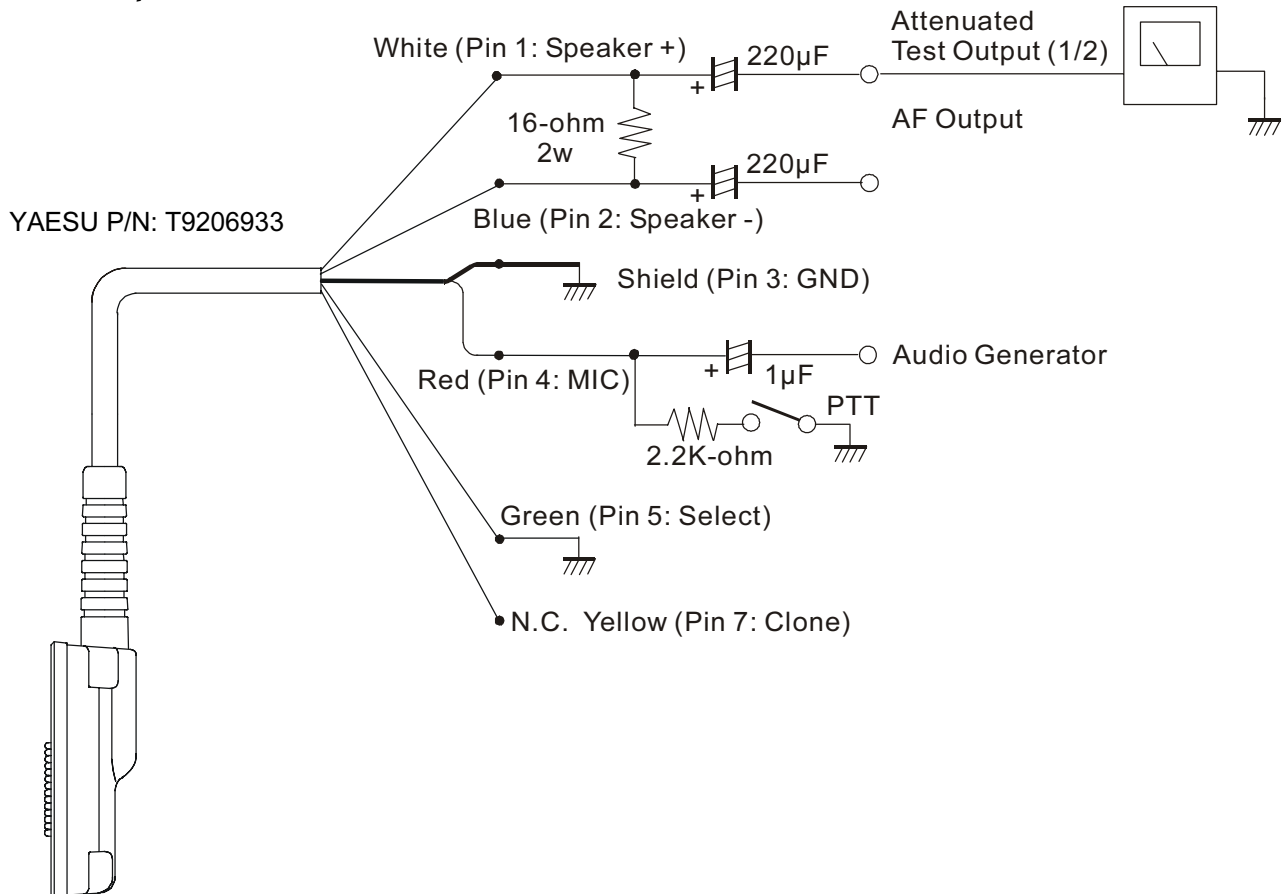 White (Pin 1: Speaker +)
220µF
Attenuated
Test Output (1/2)
+
16-ohm
2w
AF Output
220µF
+
Blue (Pin 2: Speaker -)
YAESU P/N: T9206933
Shield (Pin 3: GND)
Red (Pin 4: MIC)
+
1µF
Audio Generator
PTT
2.2K-ohm
Green (Pin 5: Select)
N.C. Yellow (Pin 7: Clone)